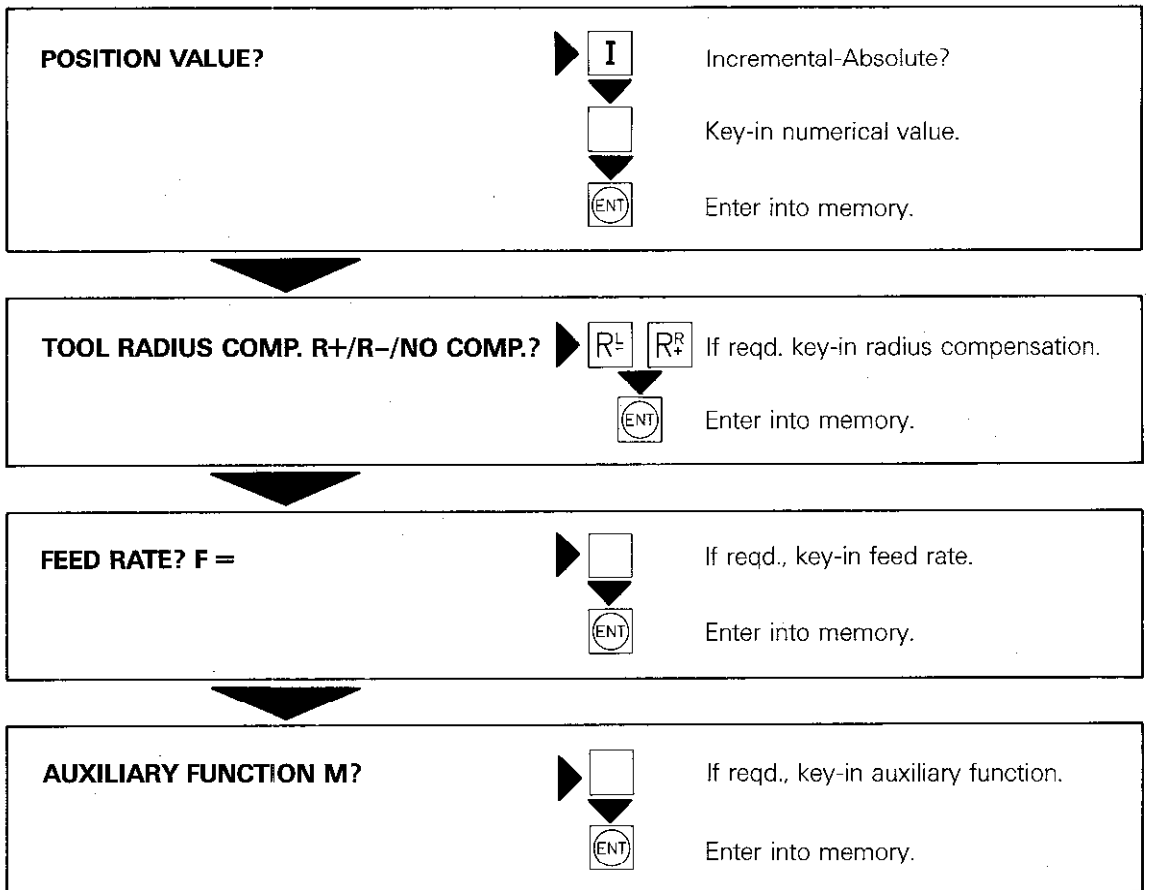 POSITION VALUE?
I Incremental-Absolute?
Key-in numerical value.
ENT Enter into memory.
TOOL RADIUS COMP. R+/R−/NO COMP.? RL− RR+ If reqd. key-in radius compensation.
ENT Enter into memory.
FEED RATE? F = If reqd., key-in feed rate.
ENT Enter into memory.
AUXILIARY FUNCTION M? If reqd., key-in auxiliary function.
ENT Enter into memory.